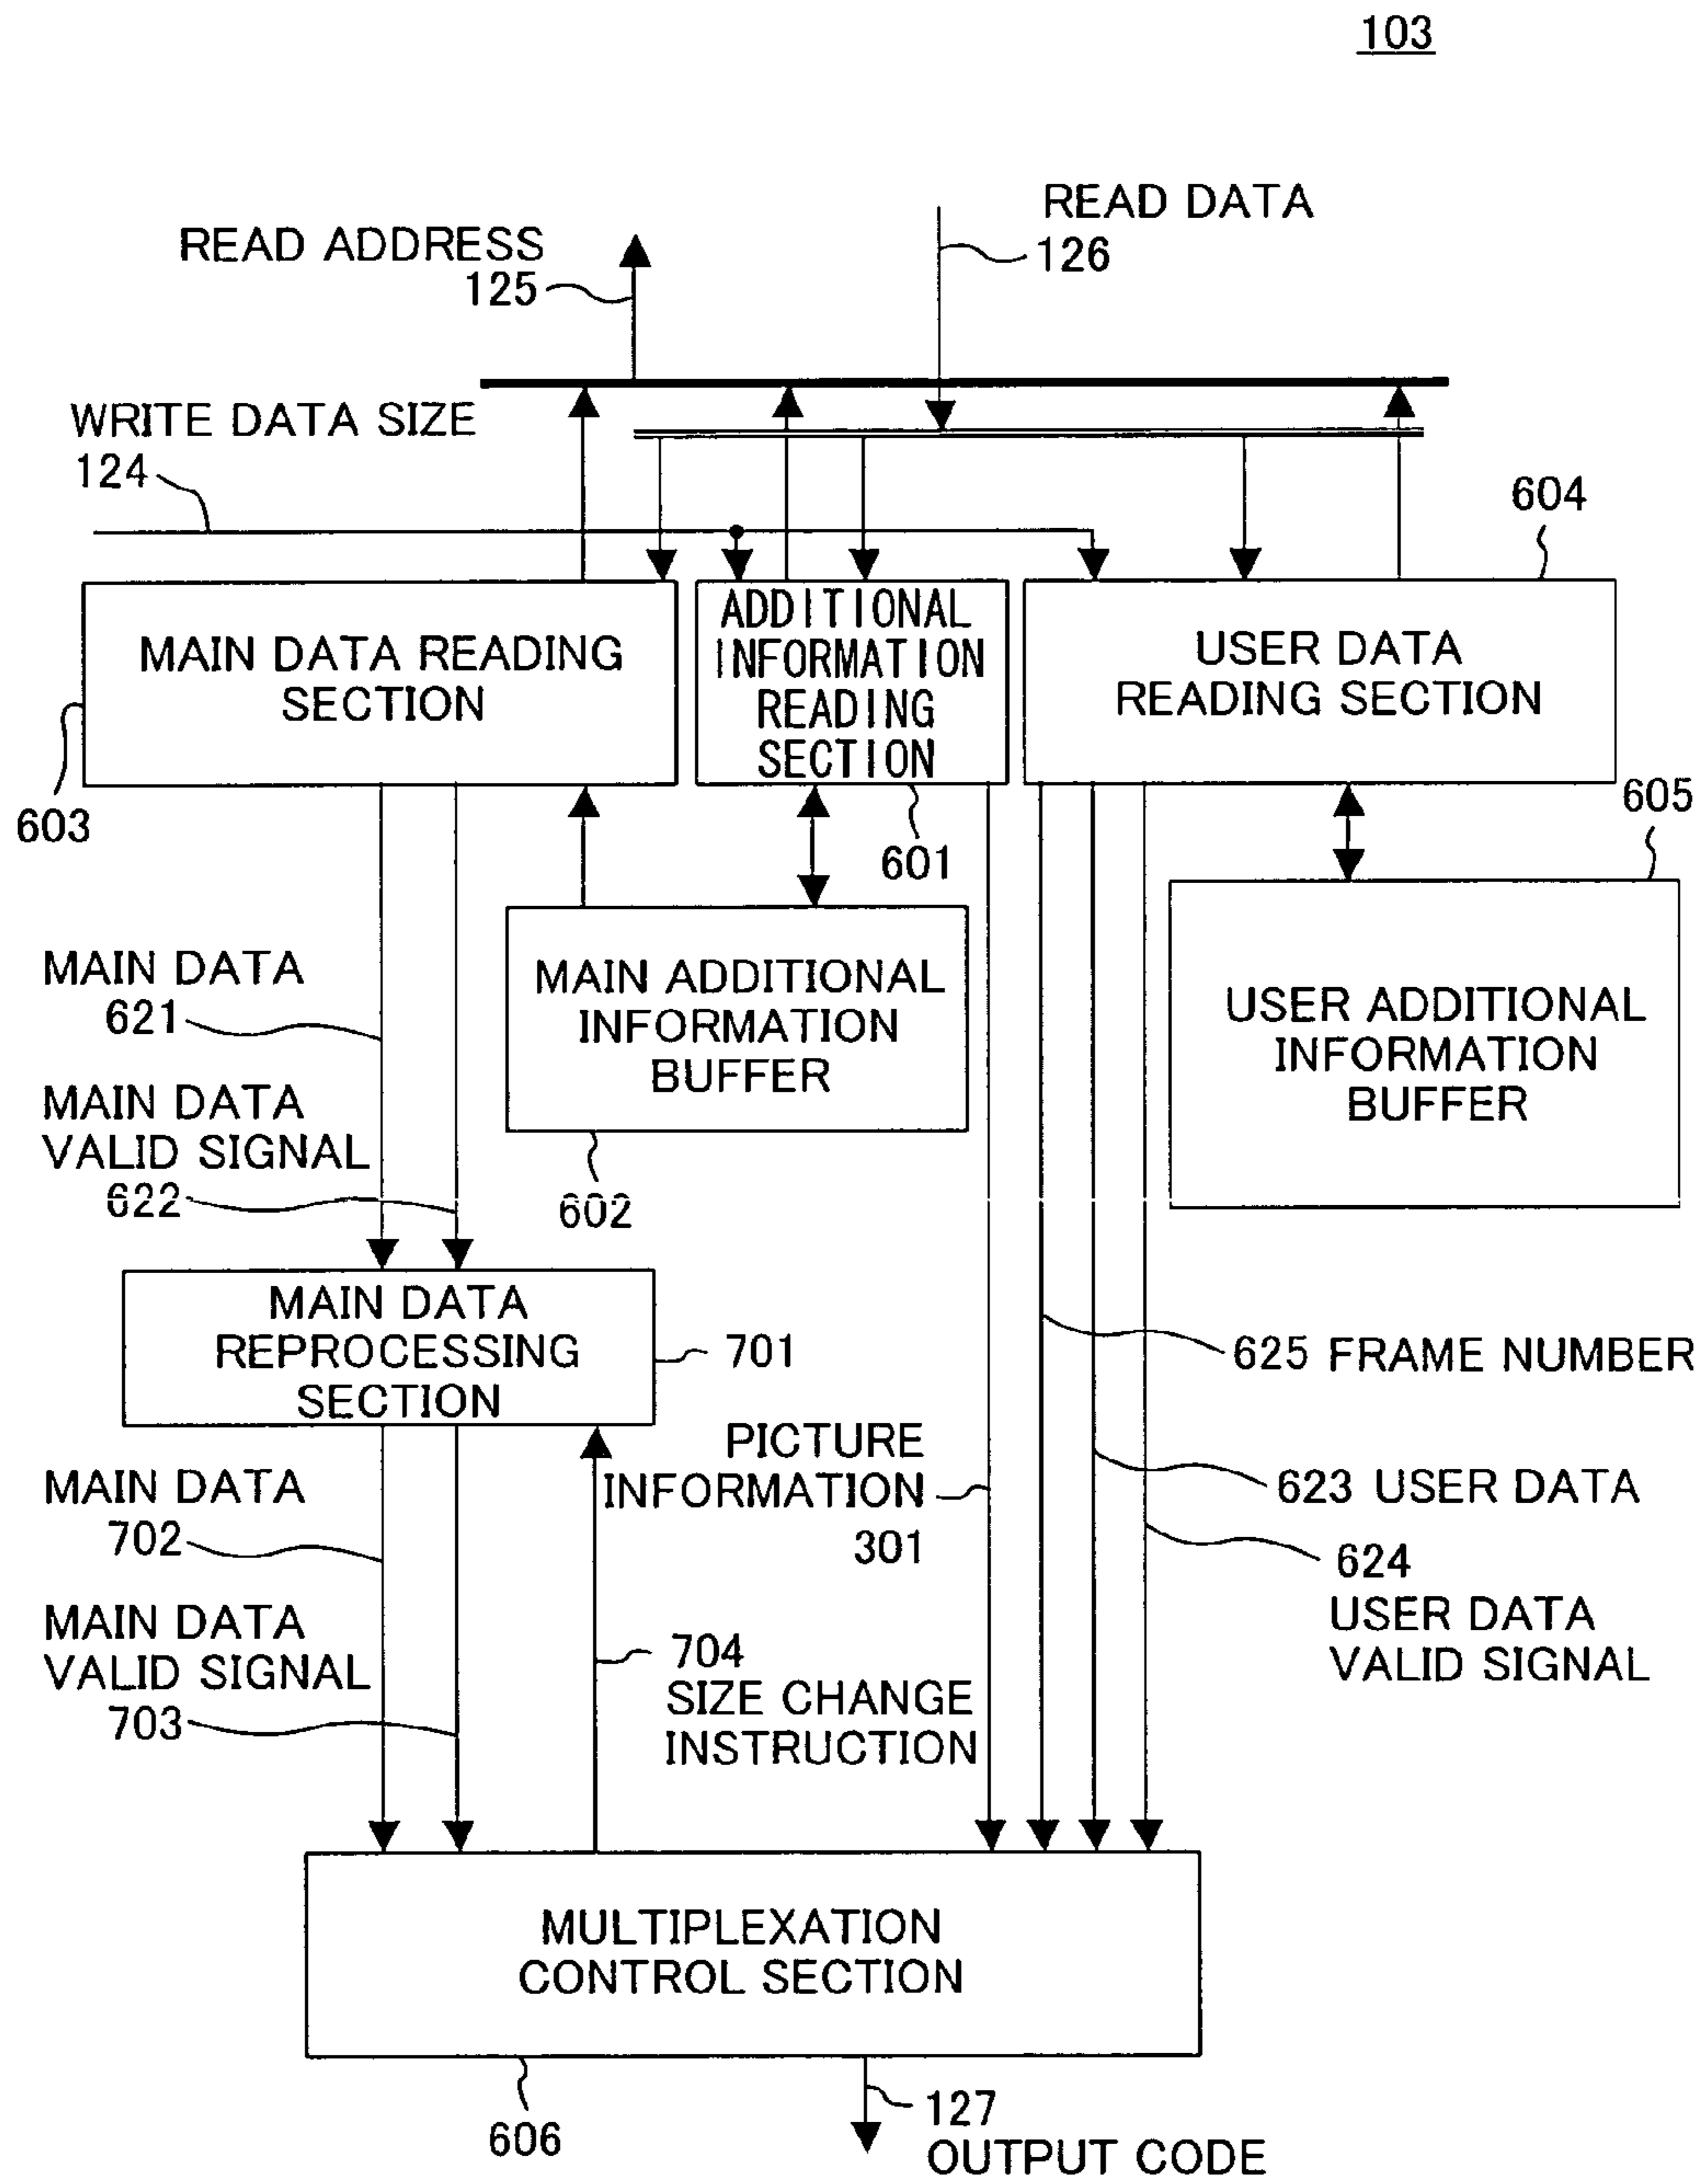 103
READ DATA
126
READ ADDRESS
125
WRITE DATA SIZE
124
604
MAIN DATA READING
SECTION
ADDITIONAL
INFORMATION
READING
SECTION
USER DATA
READING SECTION
603
601
605
MAIN DATA
621
MAIN ADDITIONAL
INFORMATION
BUFFER
USER ADDITIONAL
INFORMATION
BUFFER
MAIN DATA
VALID SIGNAL
622
602
MAIN DATA
REPROCESSING
SECTION
701
625 FRAME NUMBER
PICTURE
INFORMATION
301
623 USER DATA
MAIN DATA
702
624
USER DATA
VALID SIGNAL
MAIN DATA
VALID SIGNAL
703
704
SIZE CHANGE
INSTRUCTION
MULTIPLEXATION
CONTROL SECTION
606
127
OUTPUT CODE